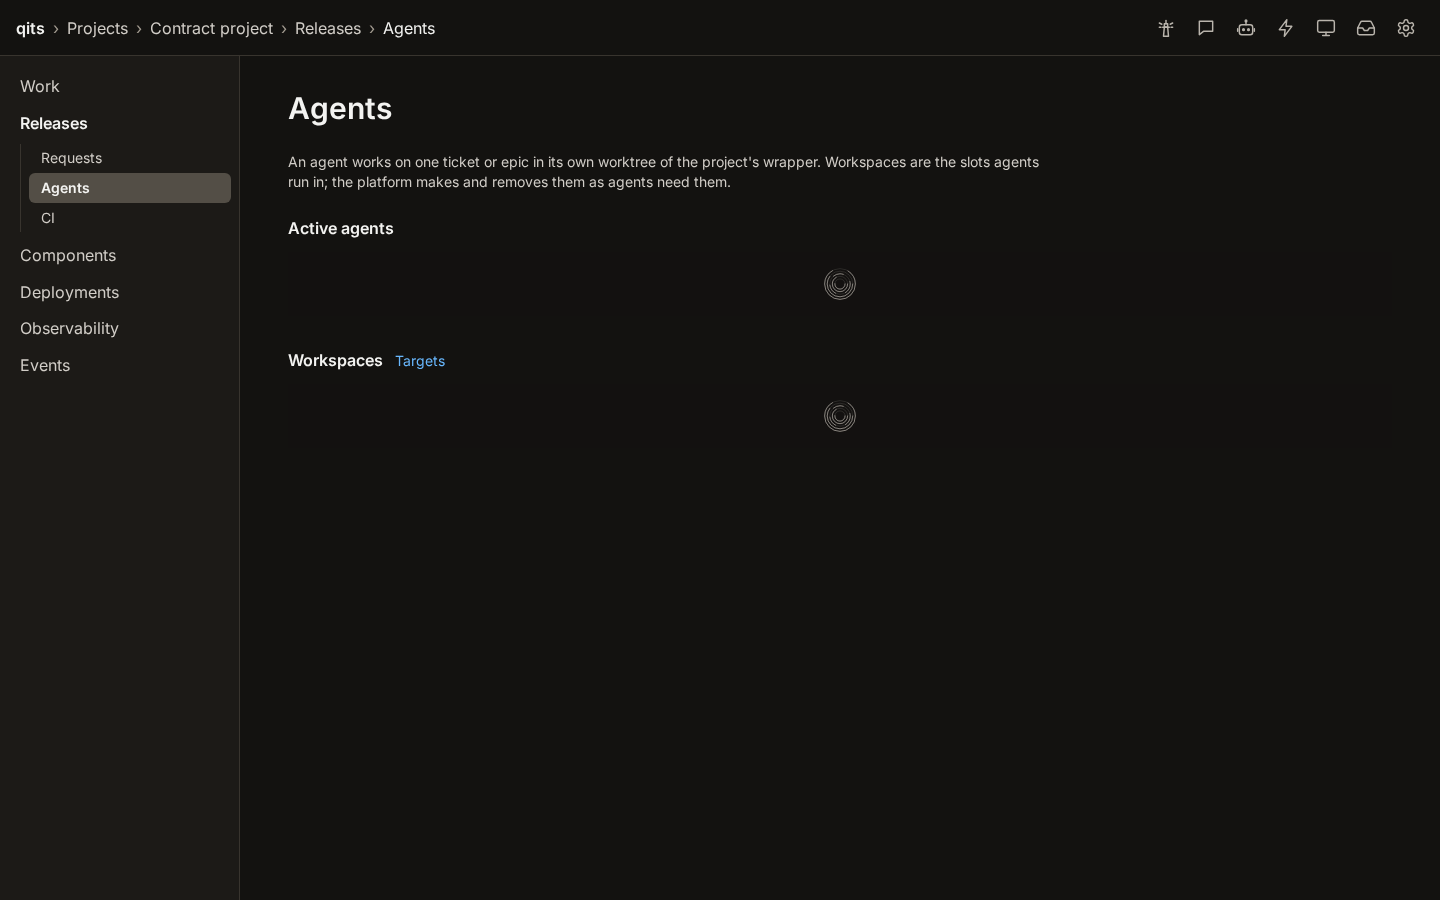 qits › Projects › Contract project › Releases › Agents
Work
Releases
Requests
Agents
CI
Components
Deployments
Observability
Events
Agents
An agent works on one ticket or epic in its own worktree of the project's wrapper. Workspaces are the slots agents
run in; the platform makes and removes them as agents need them.
Active agents
Workspaces Targets